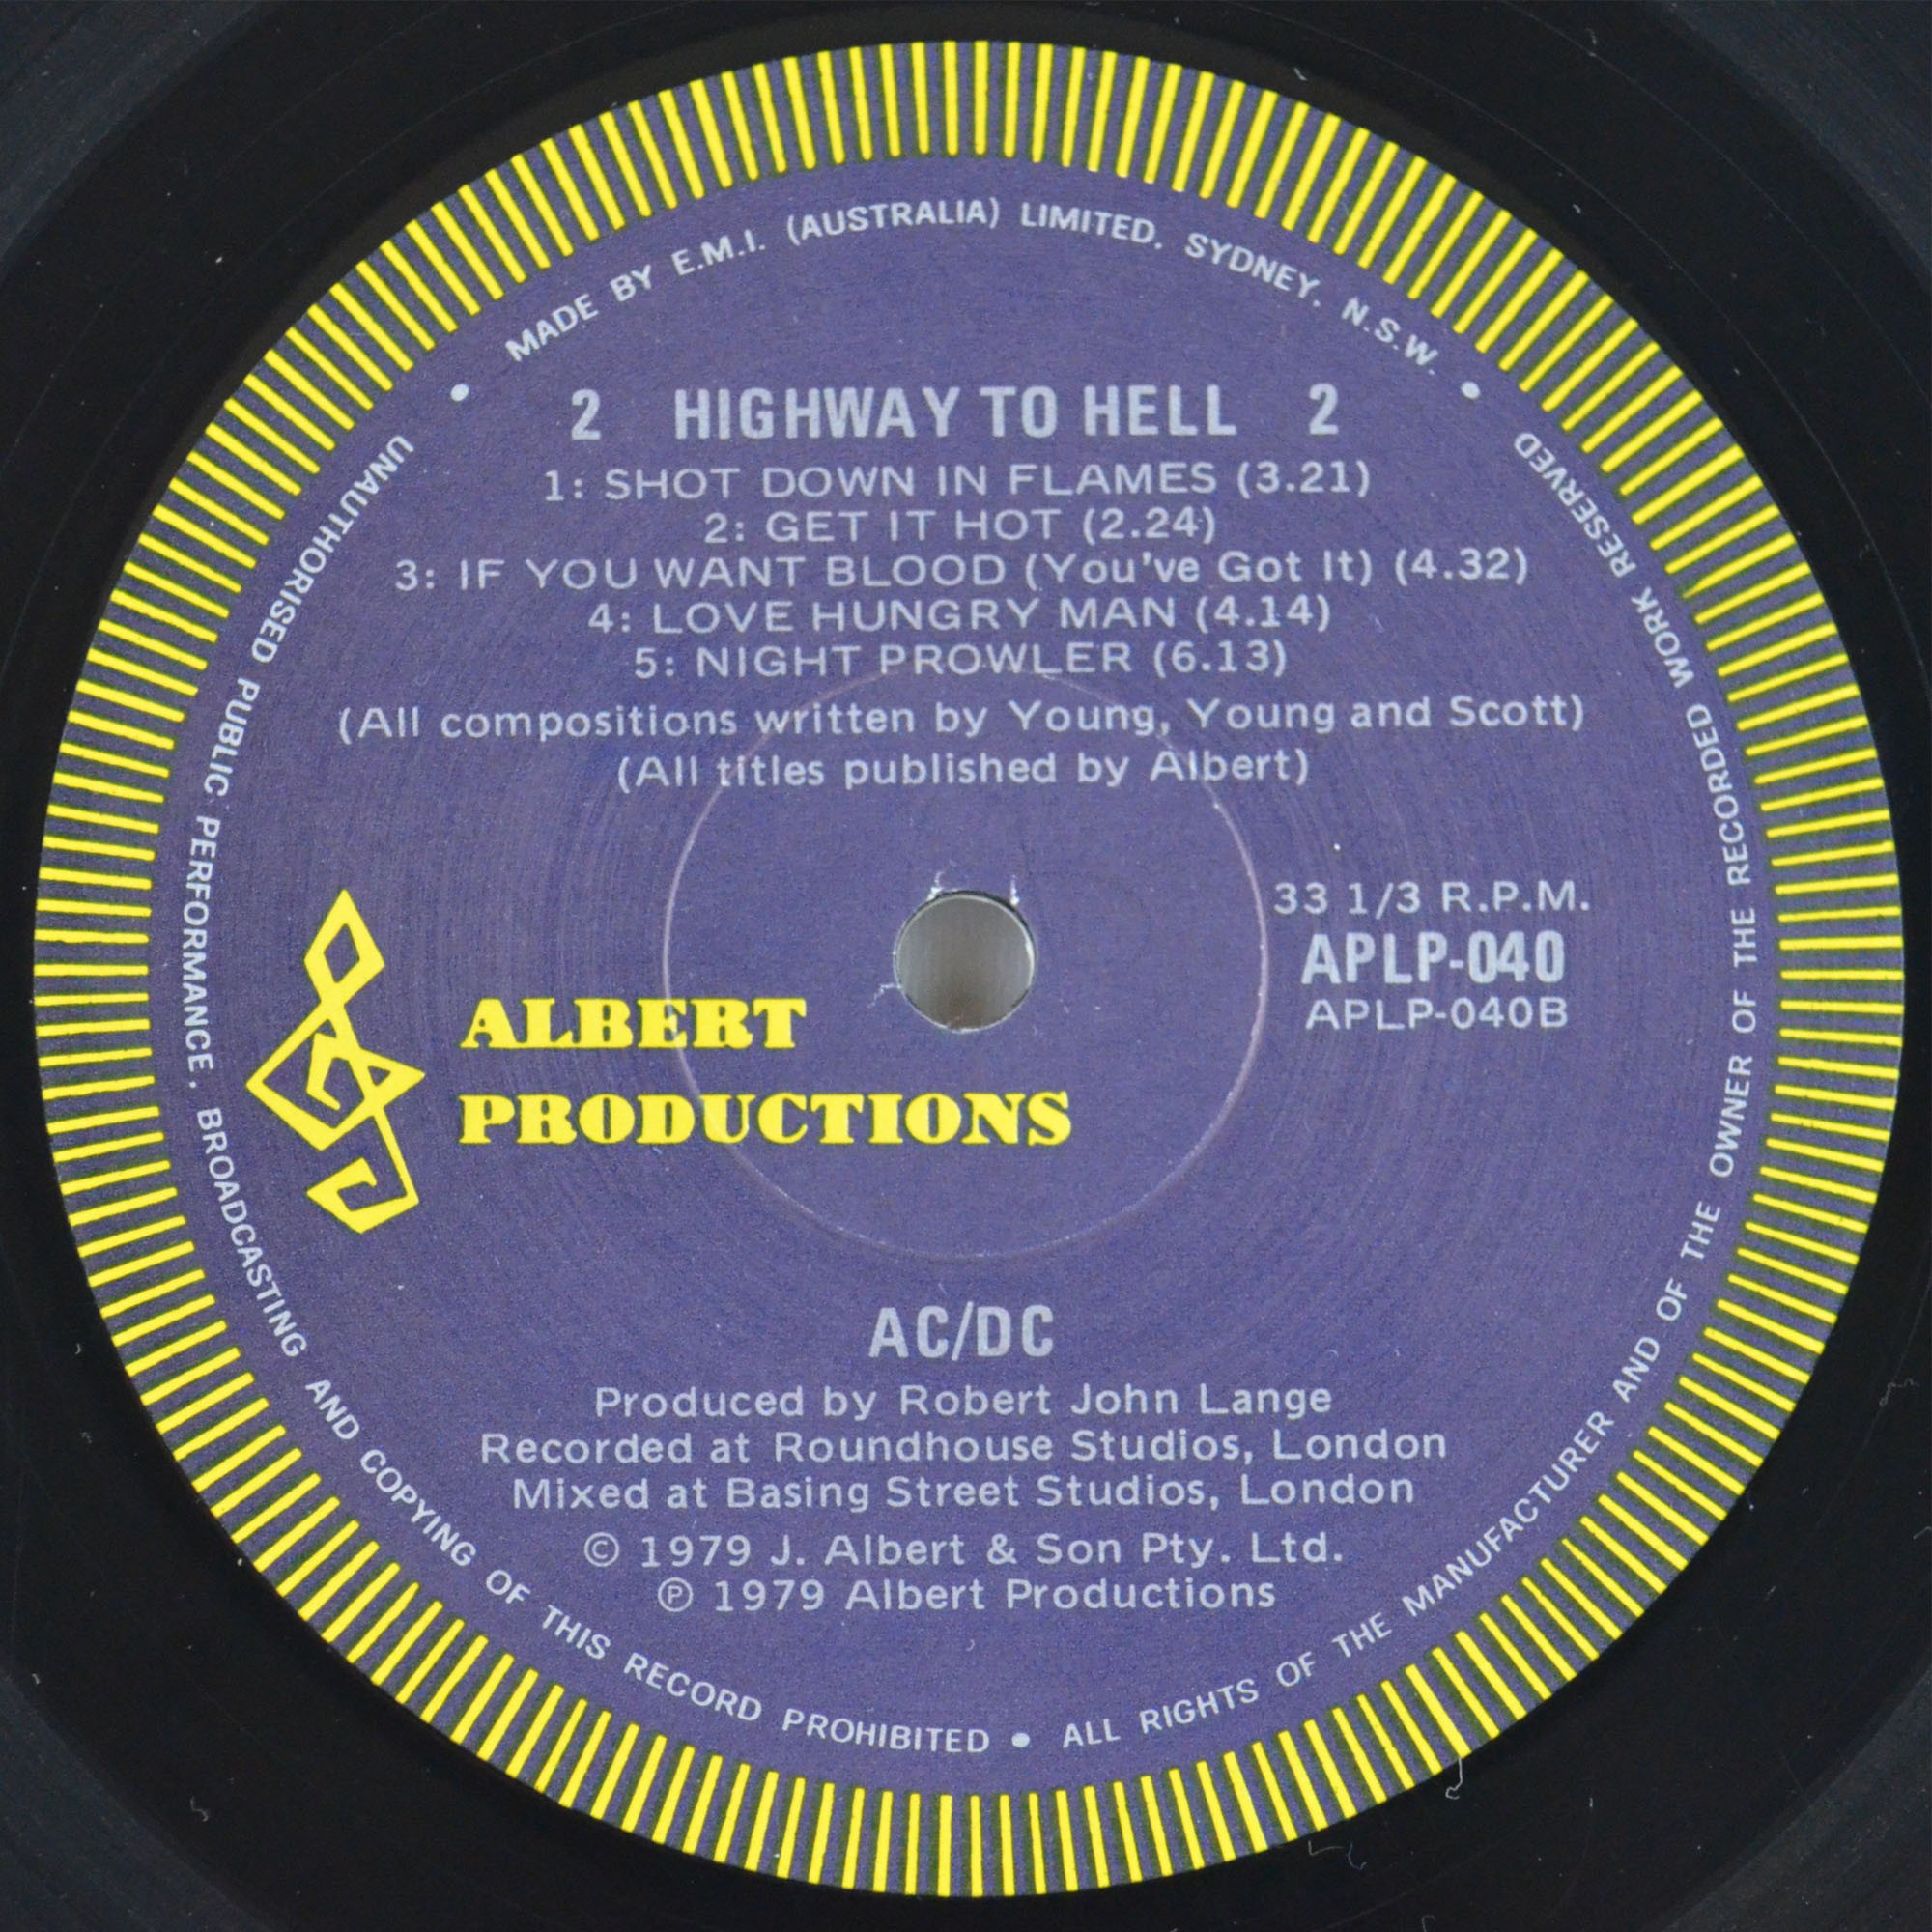 MADE BY E.M.I. (AUSTRALIA) LIMITED. SYDNEY. N.S.W.
2 HIGHWAY TO HELL 2
1: SHOT DOWN IN FLAMES (3.21)
2: GET IT HOT (2.24)
3: IF YOU WANT BLOOD (You've Got It) (4.32)
4: LOVE HUNGRY MAN (4.14)
5: NIGHT PROWLER (6.13)
(All compositions written by Young, Young and Scott)
(All titles published by Albert)
33 1/3 R.P.M.
APLP-040
APLP-040B
ALBERT
PRODUCTIONS
AC/DC
Produced by Robert John Lange
Recorded at Roundhouse Studios, London
Mixed at Basing Street Studios, London
© 1979 J. Albert & Son Pty. Ltd.
℗ 1979 Albert Productions
• UNAUTHORISED PUBLIC PERFORMANCE. BROADCASTING AND COPYING OF THIS RECORD PROHIBITED • ALL RIGHTS OF THE MANUFACTURER AND OF THE OWNER OF THE RECORDED WORK RESERVED •